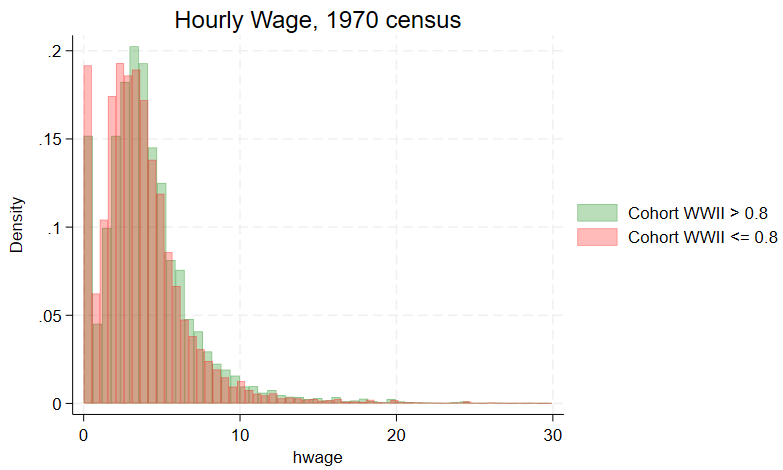 Hourly Wage, 1970 census
Density
.2
.15
.1
.05
0
0 10 20 30
hwage
Cohort WWII > 0.8
Cohort WWII <= 0.8